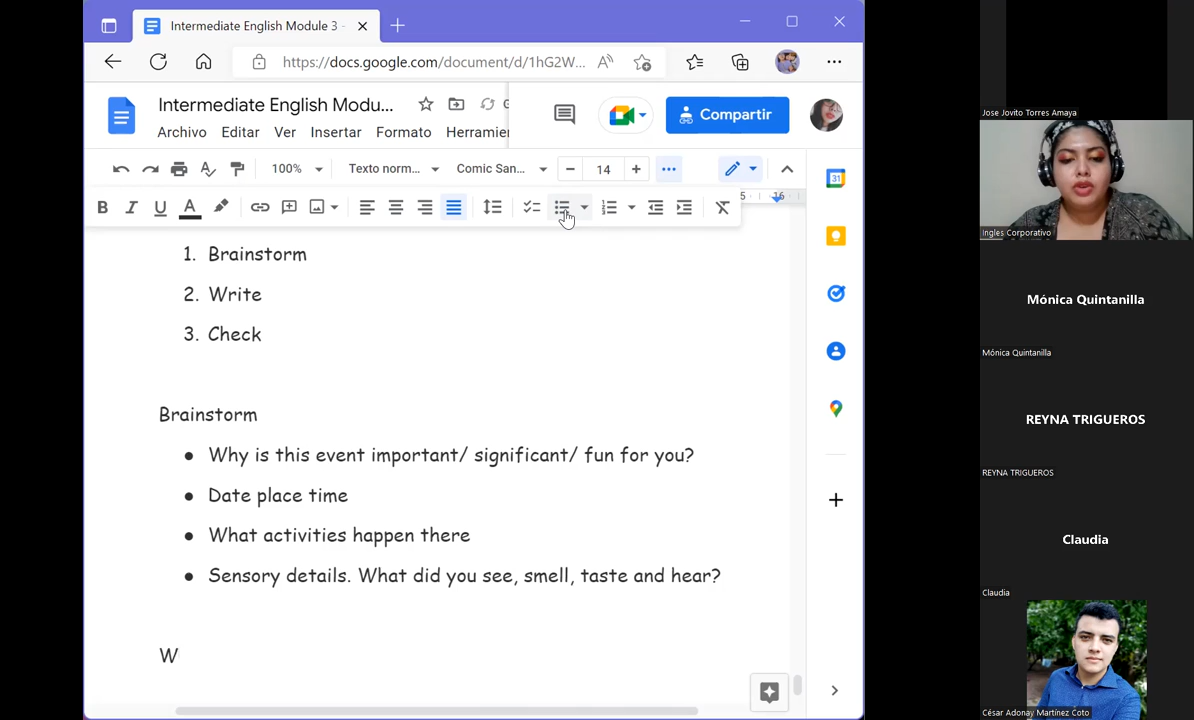 Intermediate English Module 3 -
https://docs.google.com/document/d/1hG2W...
Intermediate English Modu...
Compartir
Archivo Editar Ver Insertar Formato Herramier
100% Texto norm... Comic San... 14
5 16
31
1. Brainstorm
2. Write
3. Check
Brainstorm
● Why is this event important/ significant/ fun for you?
● Date place time
● What activities happen there
● Sensory details. What did you see, smell, taste and hear?
W
Jose Jovito Torres Amaya
Ingles Corporativo
Mónica Quintanilla
Mónica Quintanilla
REYNA TRIGUEROS
REYNA TRIGUEROS
Claudia
Claudia
César Adonay Martínez Coto